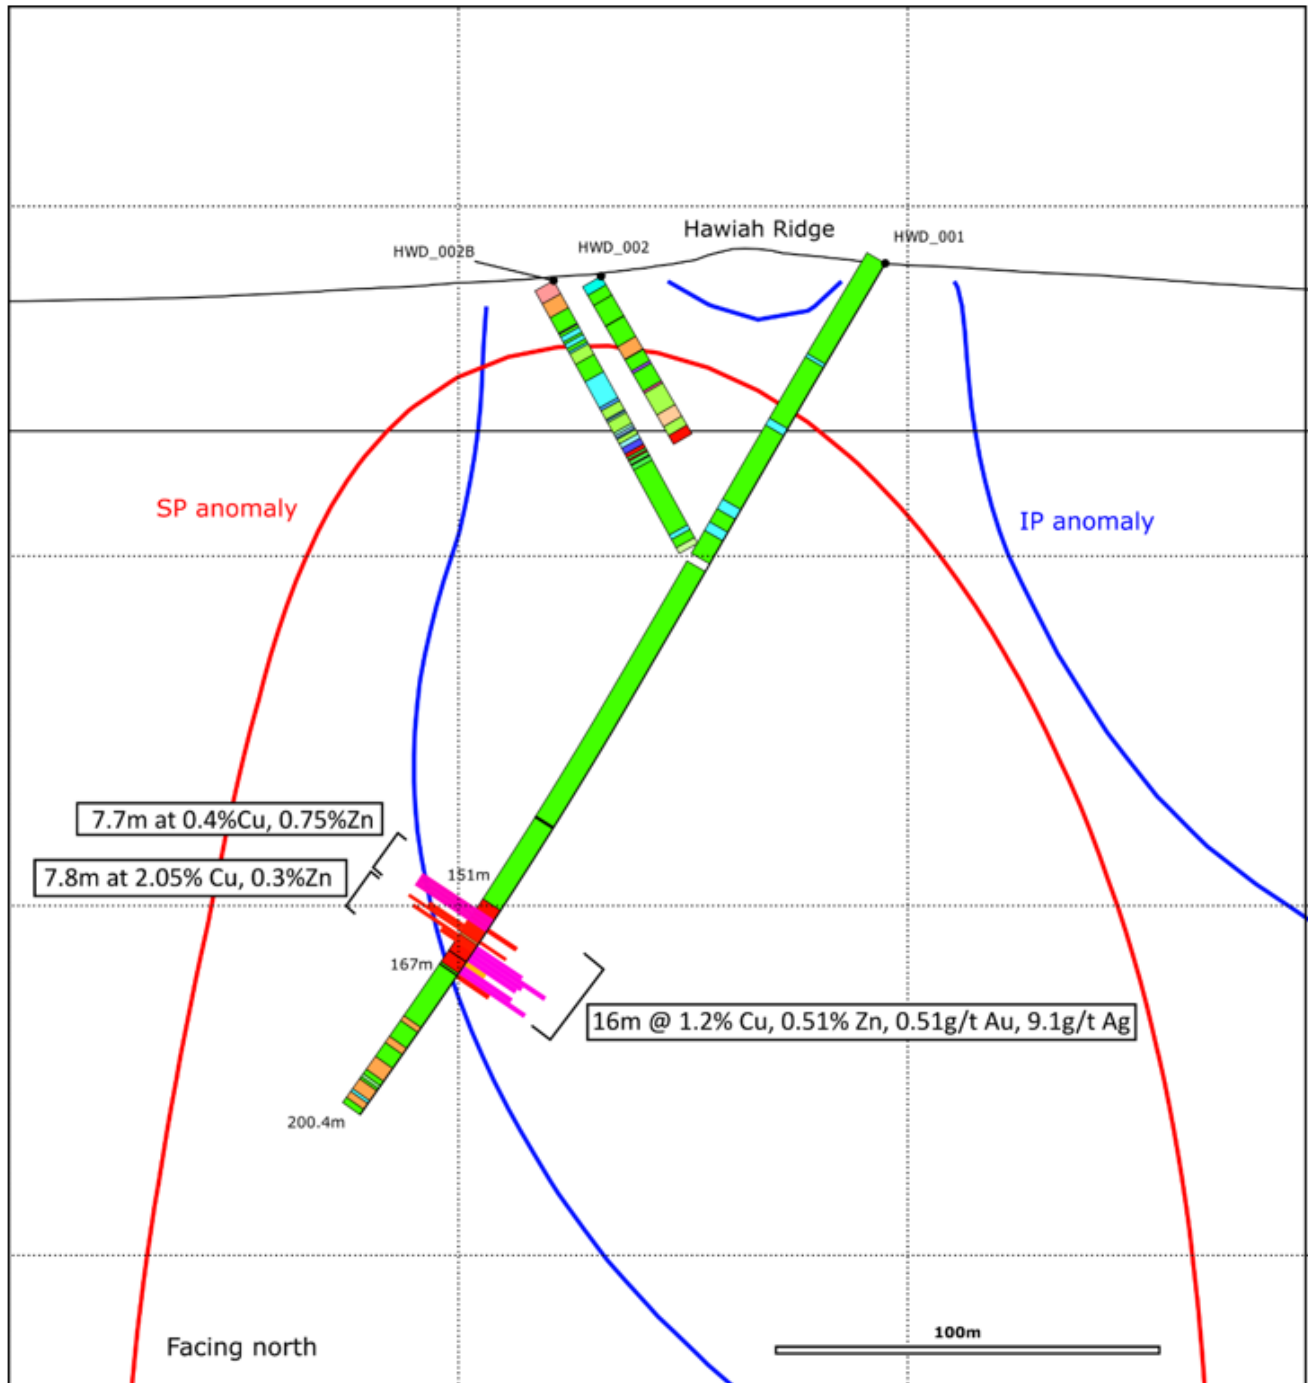 Hawiah Ridge
HWD_001
HWD_002
HWD_002B
SP anomaly
IP anomaly
7.7m at 0.4%Cu, 0.75%Zn
7.8m at 2.05% Cu, 0.3%Zn
151m
167m
16m @ 1.2% Cu, 0.51% Zn, 0.51g/t Au, 9.1g/t Ag
200.4m
100m
Facing north